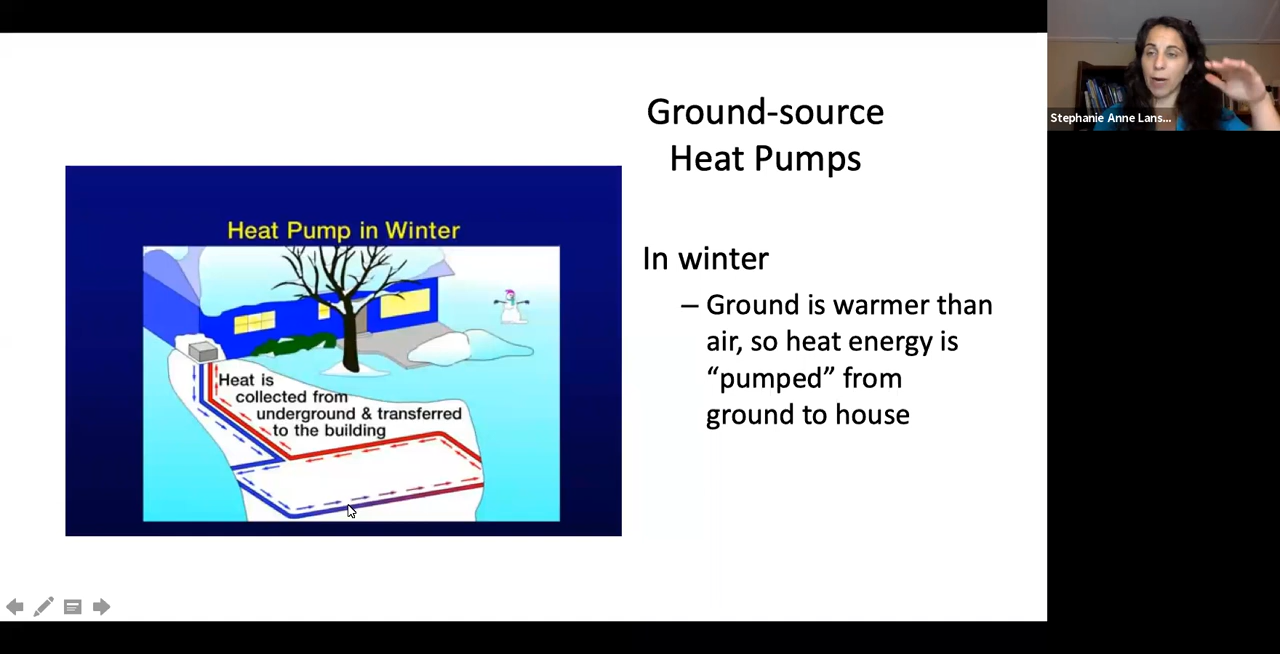 Ground-source
Heat Pumps
Stephanie Anne Lans...
Heat Pump in Winter
Heat is
collected from
underground & transferred
to the building
In winter
– Ground is warmer than
air, so heat energy is
“pumped” from
ground to house